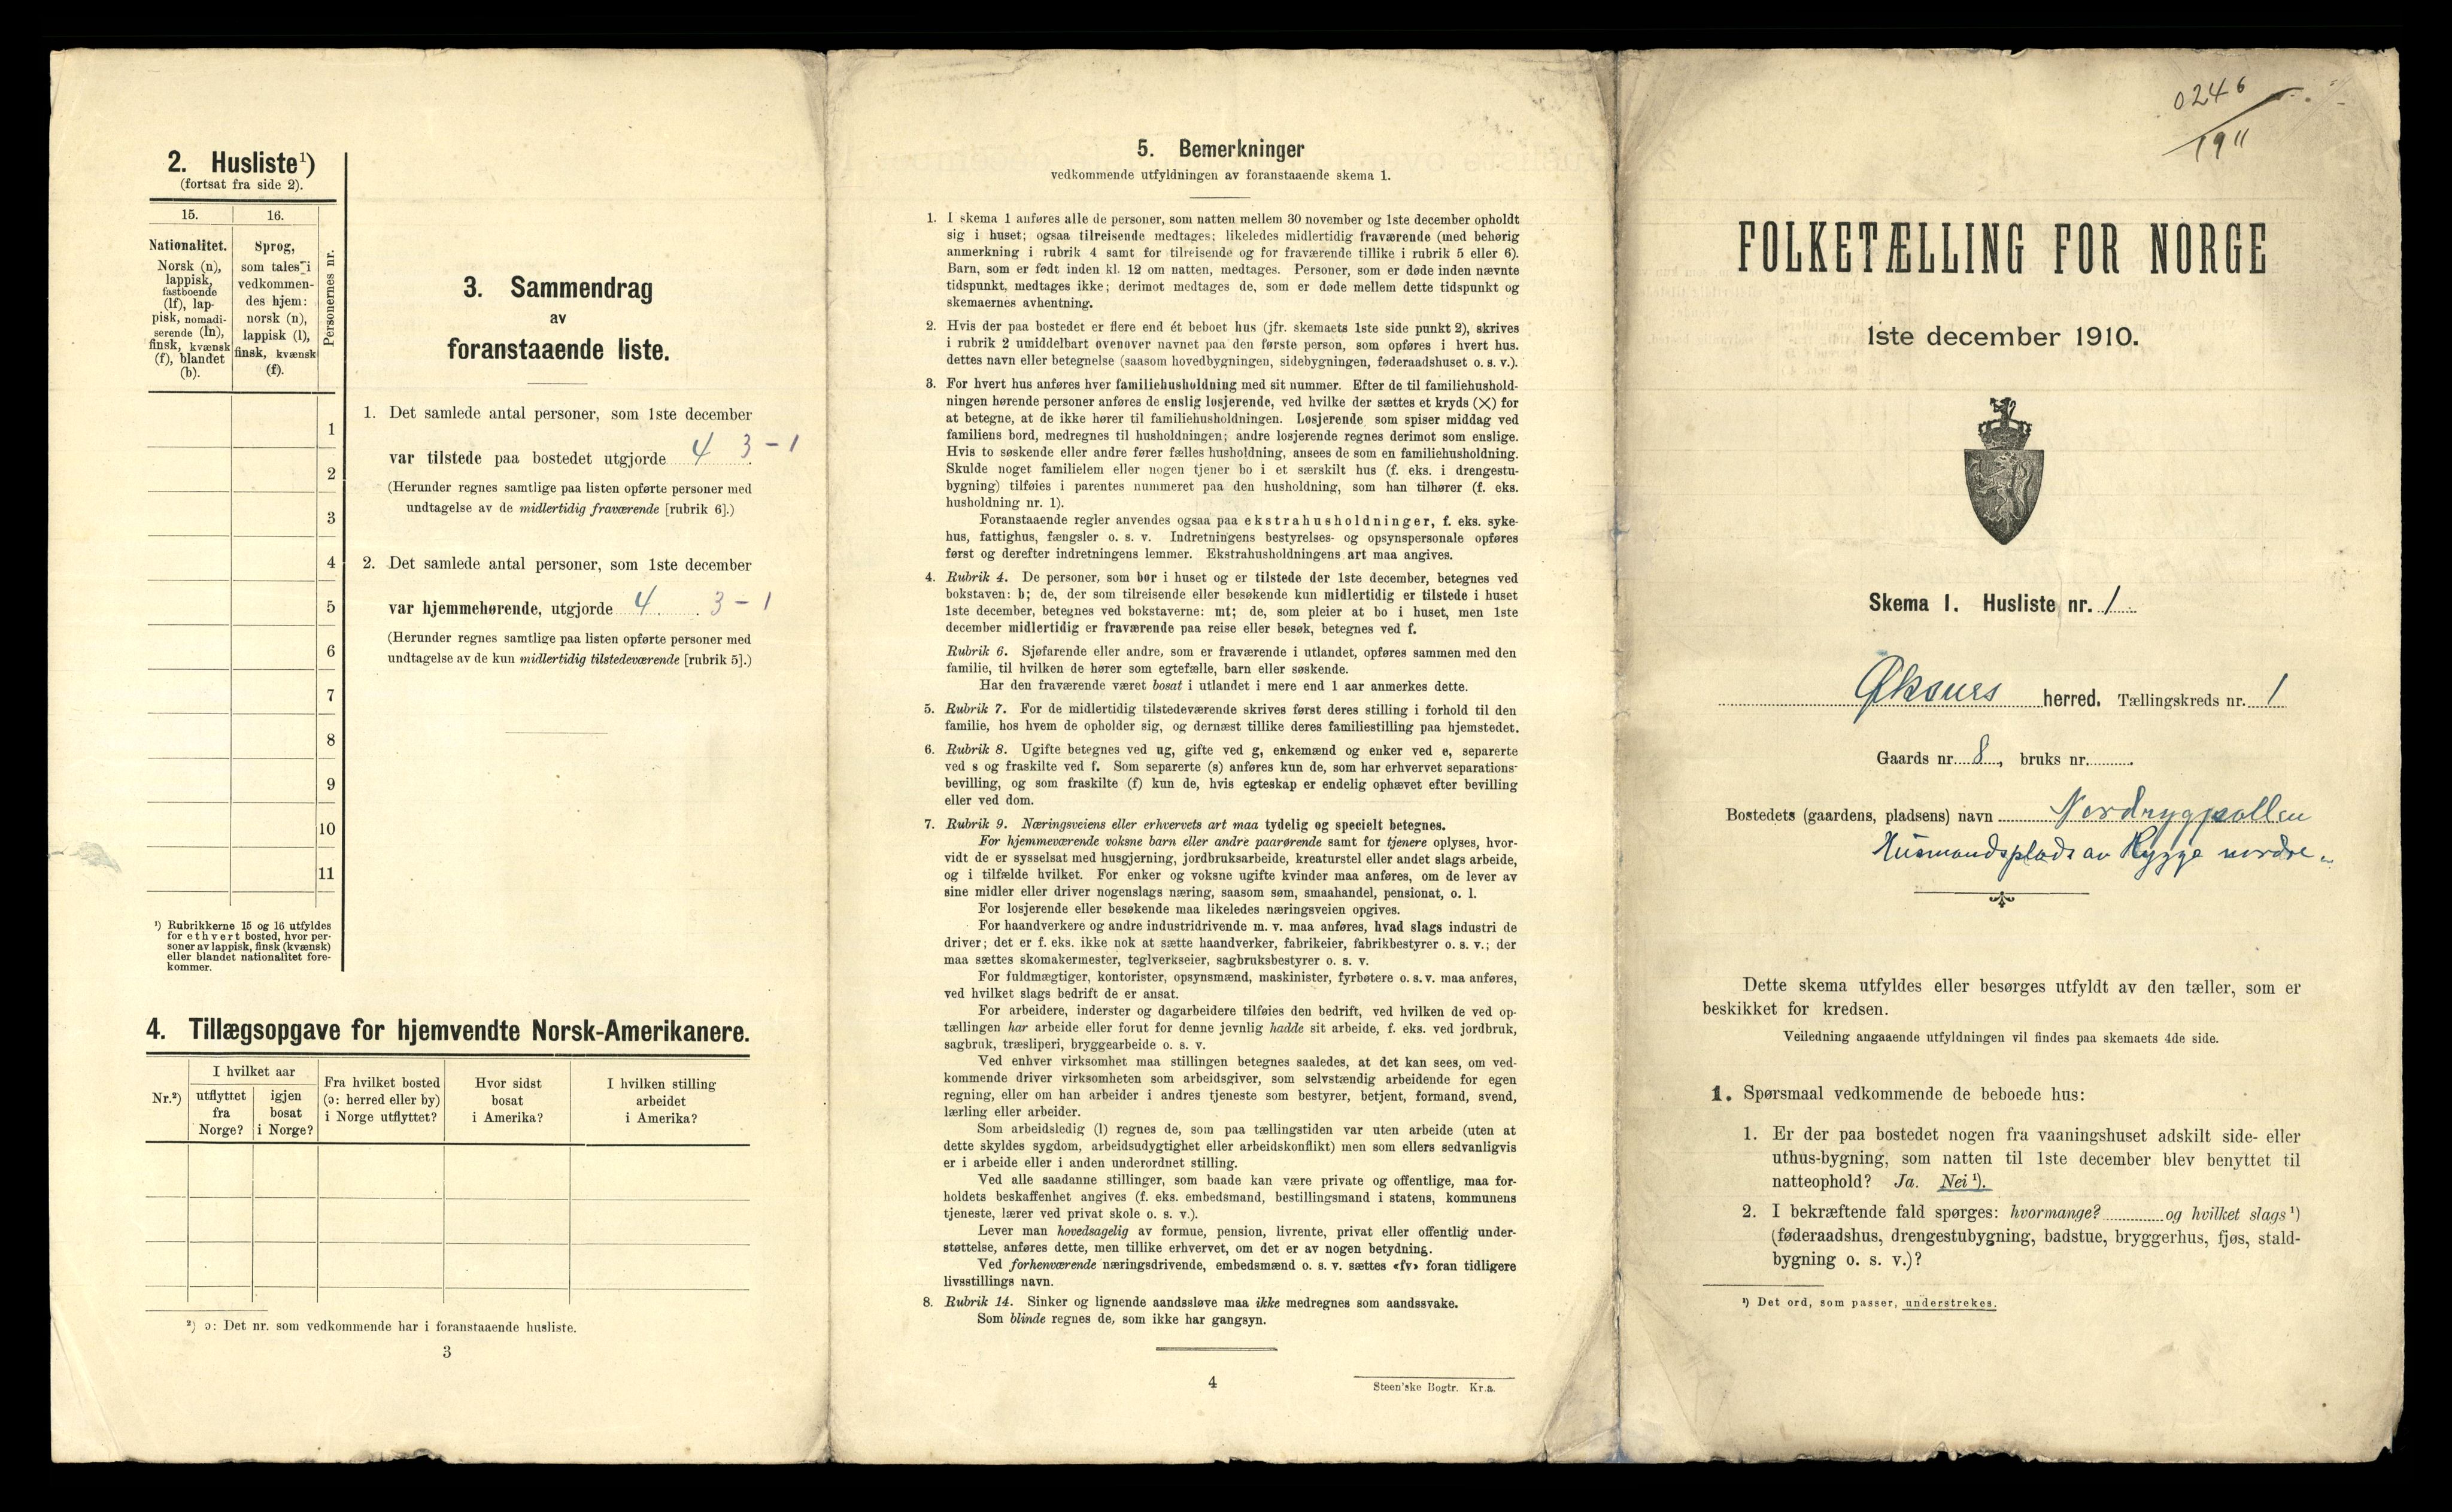 2. Husliste¹)
(fortsat fra side 2).
15.
16.
Personernes nr.
Nationalitet.
Norsk (n),
lappisk,
fastboende
(lf), lap-
pisk, nomadi-
serende (ln),
finsk, kvænsk
(f), blandet
(b).
Sprog,
som tales i
vedkommen-
des hjem:
norsk (n),
lappisk (l),
finsk, kvænsk
(f).
1
2
3
4
5
6
7
8
9
10
11
¹) Rubrikkerne 15 og 16 utfyldes
for ethvert bosted, hvor per-
soner av lappisk, finsk (kvænsk)
eller blandet nationalitet fore-
kommer.
3. Sammendrag
av
foranstaaende liste.
1. Det samlede antal personer, som 1ste december
var tilstede paa bostedet utgjorde 4 3-1
(Herunder regnes samtlige paa listen opførte personer med
undtagelse av de midlertidig fraværende [rubrik 6].)
2. Det samlede antal personer, som 1ste december
var hjemmehørende, utgjorde 4 3-1
(Herunder regnes samtlige paa listen opførte personer med
undtagelse av de kun midlertidig tilstedeværende [rubrik 5].)
4. Tillægsopgave for hjemvendte Norsk-Amerikanere.
Nr.²)
I hvilket aar
utflyttet
fra
Norge?
igjen
bosat
i Norge?
Fra hvilket bosted
(ɔ: herred eller by)
i Norge utflyttet?
Hvor sidst
bosat
i Amerika?
I hvilken stilling
arbeidet
i Amerika?
²) ɔ: Det nr. som vedkommende har i foranstaaende husliste.
3
5. Bemerkninger
vedkommende utfyldningen av foranstaaende skema 1.
1. I skema 1 anføres alle de personer, som natten mellem 30 november og 1ste december opholdt
sig i huset; ogsaa tilreisende medtages; likeledes midlertidig fraværende (med behørig
anmerkning i rubrik 4 samt for tilreisende og for fraværende tillike i rubrik 5 eller 6).
Barn, som er født inden kl. 12 om natten, medtages. Personer, som er døde inden nævnte
tidspunkt, medtages ikke; derimot medtages de, som er døde mellem dette tidspunkt og
skemaernes avhentning.
2. Hvis der paa bostedet er flere end ét beboet hus (jfr. skemaets 1ste side punkt 2), skrives
i rubrik 2 umiddelbart ovenover navnet paa den første person, som opføres i hvert hus.
dettes navn eller betegnelse (saasom hovedbygningen, sidebygningen, føderaadshuset o. s. v.).
3. For hvert hus anføres hver familiehusholdning med sit nummer. Efter de til familiehushold-
ningen hørende personer anføres de enslig losjerende, ved hvilke der sættes et kryds (×) for
at betegne, at de ikke hører til familiehusholdningen. Losjerende som spiser middag ved
familiens bord, medregnes til husholdningen; andre losjerende regnes derimot som enslige.
Hvis to søskende eller andre fører fælles husholdning, ansees de som en familiehusholdning.
Skulde noget familielem eller nogen tjener bo i et særskilt hus (f. eks. i drengestu-
bygning) tilføies i parentes nummeret paa den husholdning, som han tilhører (f. eks.
husholdning nr. 1).
Foranstaaende regler anvendes ogsaa paa ekstrahusholdninger, f. eks. syke-
hus, fattighus, fængsler o. s. v. Indretningens bestyrelses- og opsynspersonale opføres
først og derefter indretningens lemmer. Ekstrahusholdningens art maa angives.
4. Rubrik 4. De personer, som bor i huset og er tilstede der 1ste december, betegnes ved
bokstaven: b; de, der som tilreisende eller besøkende kun midlertidig er tilstede i huset
1ste december, betegnes ved bokstaverne: mt; de, som pleier at bo i huset, men 1ste
december midlertidig er fraværende paa reise eller besøk, betegnes ved f.
Rubrik 6. Sjøfarende eller andre, som er fraværende i utlandet, opføres sammen med den
familie, til hvilken de hører som egtefælle, barn eller søskende.
Har den fraværende været bosat i utlandet i mere end 1 aar anmerkes dette.
5. Rubrik 7. For de midlertidig tilstedeværende skrives først deres stilling i forhold til den
familie, hos hvem de opholder sig, og dernæst tillike deres familiestilling paa hjemstedet.
6. Rubrik 8. Ugifte betegnes ved ug, gifte ved g, enkemænd og enker ved e, separerte
ved s og fraskilte ved f. Som separerte (s) anføres kun de, som har erhvervet separations-
bevilling, og som fraskilte (f) kun de, hvis egteskap er endelig ophævet efter bevilling
eller ved dom.
7. Rubrik 9. Næringsveiens eller erhvervets art maa tydelig og specielt betegnes.
For hjemmeværende voksne barn eller andre paarørende samt for tjenere oplyses, hvor-
vidt de er sysselsat med husgjerning, jordbruksarbeide, kreaturstel eller andet slags arbeide,
og i tilfælde hvilket. For enker og voksne ugifte kvinder maa anføres, om de lever av
sine midler eller driver nogenslags næring, saasom søm, smaahandel, pensionat, o. l.
For losjerende eller besøkende maa likeledes næringsveien opgives.
For haandverkere og andre industridrivende m. v. maa anføres, hvad slags industri de
driver; det er f. eks. ikke nok at sætte haandverker, fabrikeier, fabrikbestyrer o. s. v.; der
maa sættes skomakermester, teglverkseier, sagbruksbestyrer o. s. v.
For fuldmægtiger, kontorister, opsynsmænd, maskinister, fyrbøtere o. s. v. maa anføres,
ved hvilket slags bedrift de er ansat.
For arbeidere, inderster og dagarbeidere tilføies den bedrift, ved hvilken de ved op-
tællingen har arbeide eller forut for denne jevnlig hadde sit arbeide, f. eks. ved jordbruk,
sagbruk, træsliperi, bryggearbeide o. s. v.
Ved enhver virksomhet maa stillingen betegnes saaledes, at det kan sees, om ved-
kommende driver virksomheten som arbeidsgiver, som selvstændig arbeidende for egen
regning, eller om han arbeider i andres tjeneste som bestyrer, betjent, formand, svend,
lærling eller arbeider.
Som arbeidsledig (l) regnes de, som paa tællingstiden var uten arbeide (uten at
dette skyldes sygdom, arbeidsudygtighet eller arbeidskonflikt) men som ellers sedvanligvis
er i arbeide eller i anden underordnet stilling.
Ved alle saadanne stillinger, som baade kan være private og offentlige, maa for-
holdets beskaffenhet angives (f. eks. embedsmand, bestillingsmand i statens, kommunens
tjeneste, lærer ved privat skole o. s. v.).
Lever man hovedsagelig av formue, pension, livrente, privat eller offentlig under-
støttelse, anføres dette, men tillike erhvervet, om det er av nogen betydning.
Ved forhenværende næringsdrivende, embedsmænd o. s. v. sættes «fv» foran tidligere
livsstillings navn.
8. Rubrik 14. Sinker og lignende aandssløve maa ikke medregnes som aandssvake.
Som blinde regnes de, som ikke har gangsyn.
4
Steen'ske Bogtr. Kr.a.
0246
1911
FOLKETÆLLING FOR NORGE
1ste december 1910.
Skema 1. Husliste nr. 1
Øksnes herred. Tællingskreds nr. 1
Gaards nr. 8, bruks nr.
Bostedets (gaardens, pladsens) navn Nordrygpollen
Husmandsplads av Rygge nordre
Dette skema utfyldes eller besørges utfyldt av den tæller, som er
beskikket for kredsen.
Veiledning angaaende utfyldningen vil findes paa skemaets 4de side.
1. Spørsmaal vedkommende de beboede hus:
1. Er der paa bostedet nogen fra vaaningshuset adskilt side- eller
uthus-bygning, som natten til 1ste december blev benyttet til
natteophold? Ja. Nei ¹).
2. I bekræftende fald spørges: hvormange? og hvilket slags ¹)
(føderaadshus, drengestubygning, badstue, bryggerhus, fjøs, stald-
bygning o. s. v.)?
¹) Det ord, som passer, understrekes.